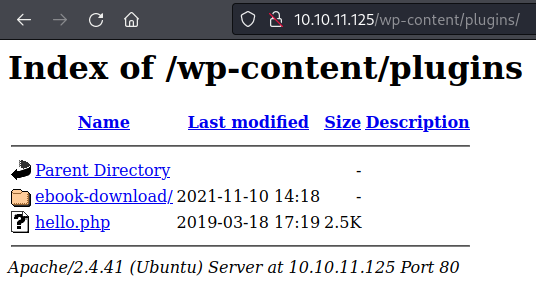 10.10.11.125/wp-content/plugins/
Index of /wp-content/plugins
Name Last modified Size Description
Parent Directory -
ebook-download/ 2021-11-10 14:18 -
hello.php 2019-03-18 17:19 2.5K
Apache/2.4.41 (Ubuntu) Server at 10.10.11.125 Port 80